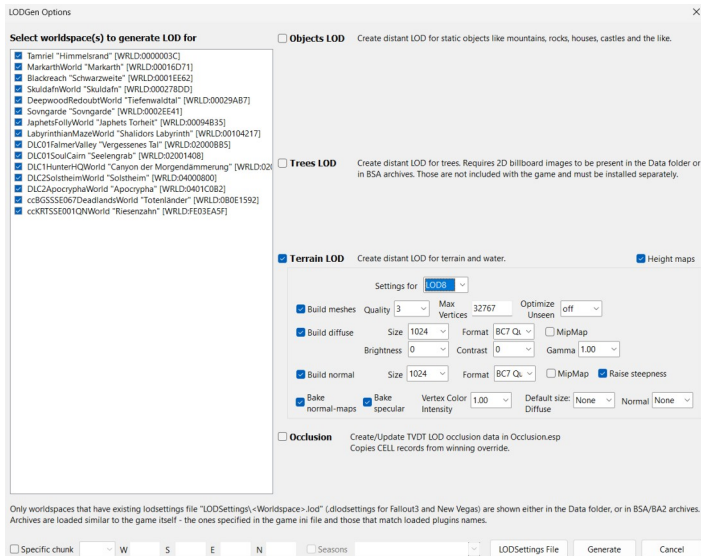 LODGen Options
Select worldspace(s) to generate LOD for
Tamriel "Himmelsrand" [WRLD:0000003C]
MarkarthWorld "Markarth" [WRLD:00016D71]
Blackreach "Schwarzweite" [WRLD:0001EE62]
SkuldafnWorld "Skuldafn" [WRLD:000278DD]
DeepwoodRedoubtWorld "Tiefenwaldtal" [WRLD:00029AB7]
Sovngarde "Sovngarde" [WRLD:0002EE41]
JaphetsFollyWorld "Japhets Torheit" [WRLD:00094B35]
LabyrinthianMazeWorld "Shalidors Labyrinth" [WRLD:00104217]
DLC01FalmerValley "Vergessenes Tal" [WRLD:02000BB5]
DLC01SoulCairn "Seelengrab" [WRLD:02001408]
DLC1HunterHQWorld "Canyon der Morgendämmerung" [WRLD:02(
DLC2SolstheimWorld "Solstheim" [WRLD:04000800]
DLC2ApocryphaWorld "Apocrypha" [WRLD:0401C0B2]
ccBGSSSE067DeadlandsWorld "Totenländer" [WRLD:0B0E1592]
ccKRTSSE001QNWorld "Riesenzahn" [WRLD:FE03EA5F]
Objects LOD Create distant LOD for static objects like mountains, rocks, houses, castles and the like.
Trees LOD Create distant LOD for trees. Requires 2D billboard images to be present in the Data folder or
in BSA archives. Those are not included with the game and must be installed separately.
Terrain LOD Create distant LOD for terrain and water. Height maps
Settings for LOD8
Build meshes Quality 3 Max Vertices 32767 Optimize Unseen off
Build diffuse Size 1024 Format BC7 Qu MipMap
Brightness 0 Contrast 0 Gamma 1.00
Build normal Size 1024 Format BC7 Qu MipMap Raise steepness
Bake normal-maps Bake specular Vertex Color Intensity 1.00 Default size: Diffuse None Normal None
Occlusion Create/Update TVDT LOD occlusion data in Occlusion.esp
Copies CELL records from winning override.
Only worldspaces that have existing lodsettings file "LODSettings\<Worldspace>.lod" (.dlodsettings for Fallout3 and New Vegas) are shown either in the Data folder, or in BSA/BA2 archives.
Archives are loaded similar to the game itself - the ones specified in the game ini file and those that match loaded plugins names.
Specific chunk W S E N Seasons LODSettings File Generate Cancel